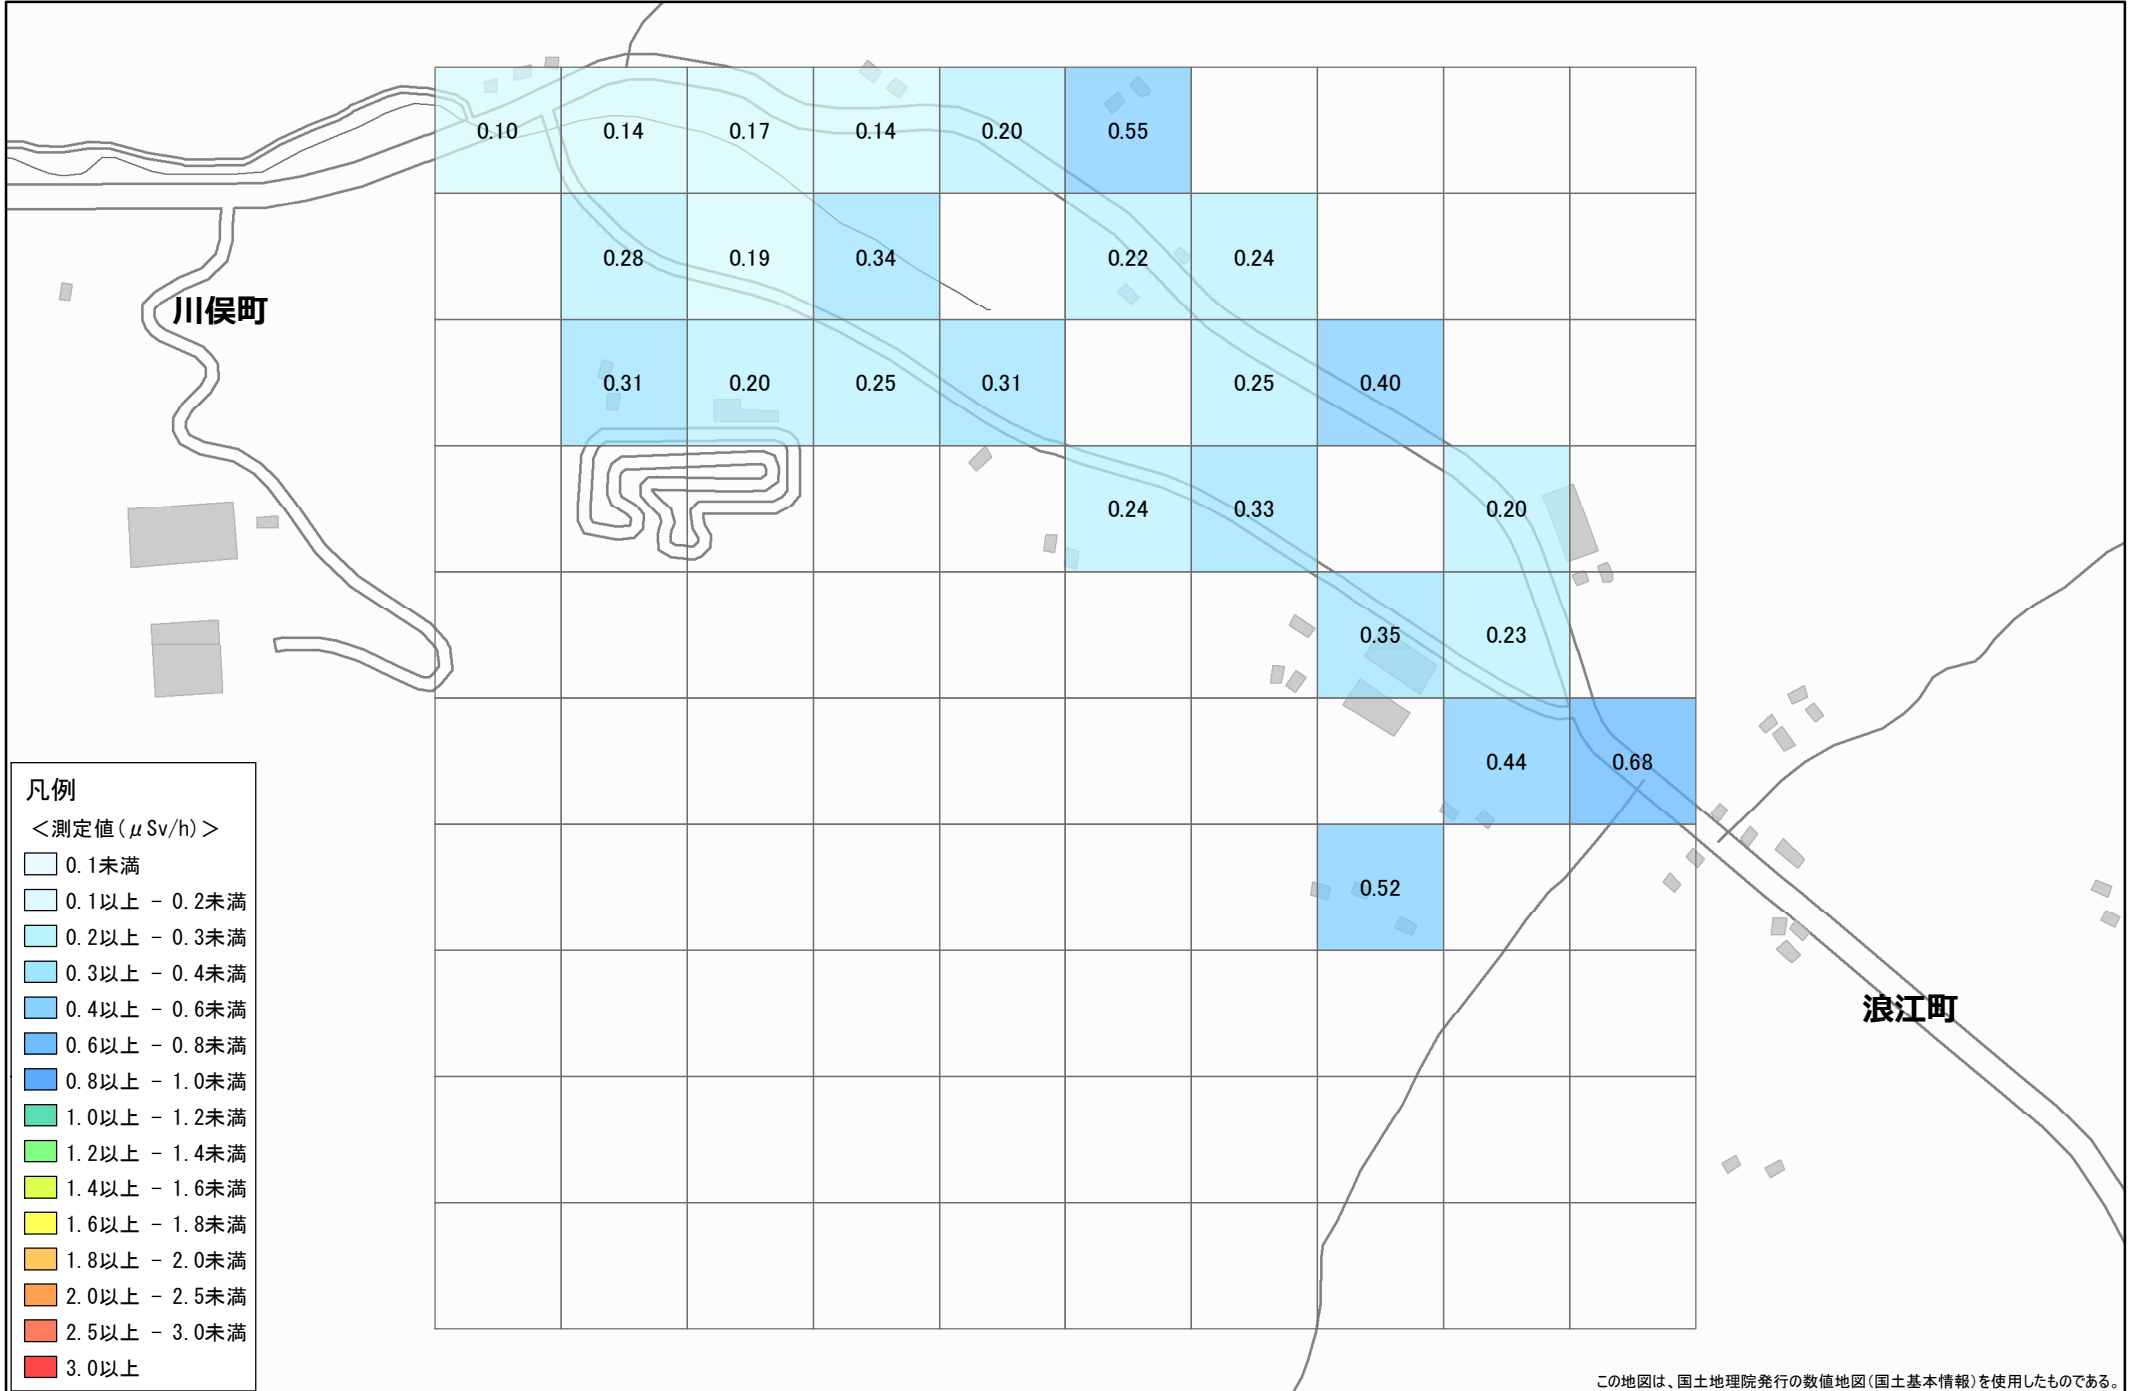 0.10 0.14 0.17 0.14 0.20 0.55
0.28 0.19 0.34 0.22 0.24
川俣町
0.31 0.20 0.25 0.31 0.25 0.40
0.24 0.33 0.20
0.35 0.23
0.44 0.68
0.52
浪江町
凡例
＜測定値(μSv/h)＞
0.1未満
0.1以上 － 0.2未満
0.2以上 － 0.3未満
0.3以上 － 0.4未満
0.4以上 － 0.6未満
0.6以上 － 0.8未満
0.8以上 － 1.0未満
1.0以上 － 1.2未満
1.2以上 － 1.4未満
1.4以上 － 1.6未満
1.6以上 － 1.8未満
1.8以上 － 2.0未満
2.0以上 － 2.5未満
2.5以上 － 3.0未満
3.0以上
この地図は、国土地理院発行の数値地図(国土基本情報)を使用したものである。